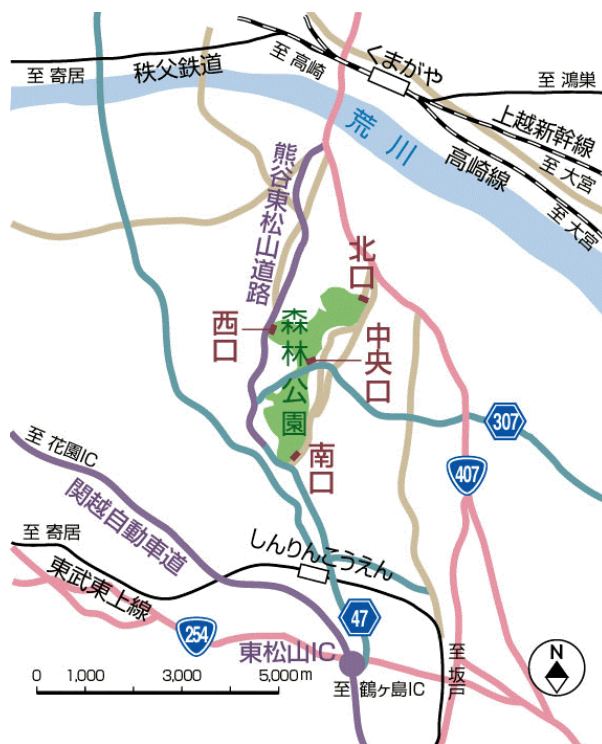 至 寄居
秩父鉄道
至 高崎
くまがや
至 鴻巣
上越新幹線
至 大宮
高崎線
至 大宮
荒川
熊谷東松山道路
北口
西口
森林公園
中央口
南口
307
407
至 花園IC
関越自動車道
至 寄居
東武東上線
しんりんこうえん
254
47
東松山IC
至 鶴ヶ島IC
至 坂戸
N
0 1,000 3,000 5,000m